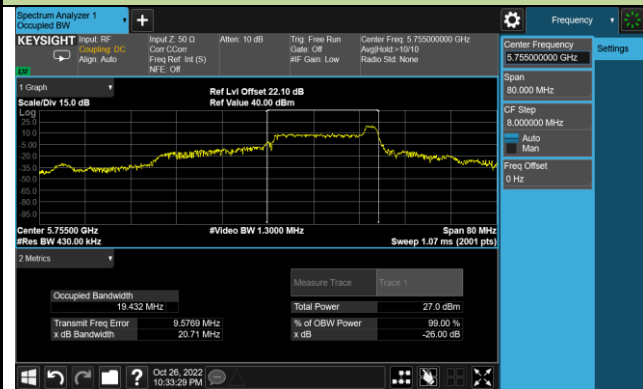 Spectrum Analyzer 1
Occupied BW
Frequency
KEYSIGHT Input: RF
Coupling: DC
Align: Auto
Input Z: 50 Ω
Corr CCorr
Freq Ref: Int (S)
NFE: Off
Atten: 10 dB
Trig: Free Run
Gate: Off
#IF Gain: Low
Center Freq: 5.755000000 GHz
Avg|Hold:>10/10
Radio Std: None
Center Frequency
5.755000000 GHz
Settings
Span
80.000 MHz
CF Step
8.000000 MHz
Auto
Man
Freq Offset
0 Hz
1 Graph
Scale/Div 15.0 dB
Ref Lvl Offset 22.10 dB
Ref Value 40.00 dBm
Log
25.0
10.0
-5.00
-20.0
-35.0
-50.0
-65.0
-80.0
-95.0
Center 5.75500 GHz
#Res BW 430.00 kHz
#Video BW 1.3000 MHz
Span 80 MHz
Sweep 1.07 ms (2001 pts)
2 Metrics
Measure Trace
Trace 1
Occupied Bandwidth
19.432 MHz
Total Power
27.0 dBm
Transmit Freq Error
9.5769 MHz
% of OBW Power
99.00 %
x dB Bandwidth
20.71 MHz
x dB
-26.00 dB
Oct 26, 2022
10:33:29 PM